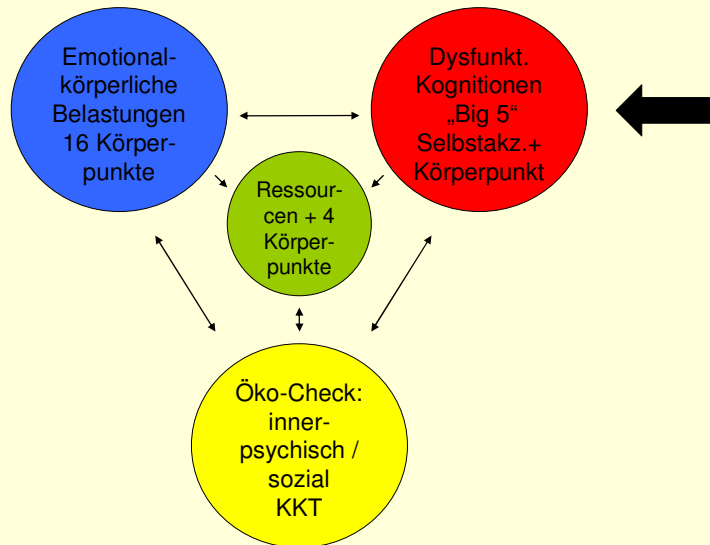 Emotional-
körperliche
Belastungen
16 Körper-
punkte
Dysfunkt.
Kognitionen
„Big 5“
Selbstakz.+
Körperpunkt
Ressour-
cen + 4
Körper-
punkte
Öko-Check:
inner-
psychisch /
sozial
KKT